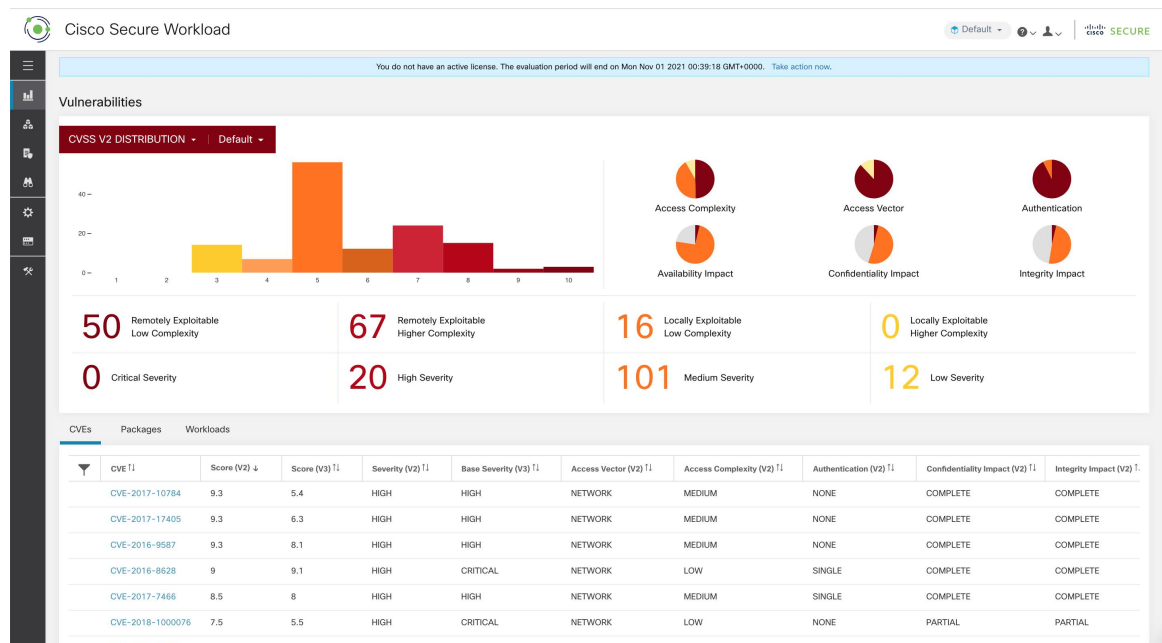 Cisco Secure Workload
Default
CISCO SECURE
You do not have an active license. The evaluation period will end on Mon Nov 01 2021 00:39:18 GMT+0000. Take action now.
Vulnerabilities
CVSS V2 DISTRIBUTION | Default
40
20
0
1 2 3 4 5 6 7 8 9 10
Access Complexity
Access Vector
Authentication
Availability Impact
Confidentiality Impact
Integrity Impact
50 Remotely Exploitable
Low Complexity
67 Remotely Exploitable
Higher Complexity
16 Locally Exploitable
Low Complexity
0 Locally Exploitable
Higher Complexity
0 Critical Severity
20 High Severity
101 Medium Severity
12 Low Severity
CVEs Packages Workloads
CVE Score (V2) Score (V3) Severity (V2) Base Severity (V3) Access Vector (V2) Access Complexity (V2) Authentication (V2) Confidentiality Impact (V2) Integrity Impact (V2)
CVE-2017-10784 9.3 5.4 HIGH HIGH NETWORK MEDIUM NONE COMPLETE COMPLETE
CVE-2017-17405 9.3 6.3 HIGH HIGH NETWORK MEDIUM NONE COMPLETE COMPLETE
CVE-2016-9587 9.3 8.1 HIGH HIGH NETWORK MEDIUM NONE COMPLETE COMPLETE
CVE-2016-8628 9 9.1 HIGH CRITICAL NETWORK LOW SINGLE COMPLETE COMPLETE
CVE-2017-7466 8.5 8 HIGH HIGH NETWORK MEDIUM SINGLE COMPLETE COMPLETE
CVE-2018-1000076 7.5 5.5 HIGH CRITICAL NETWORK LOW NONE PARTIAL PARTIAL